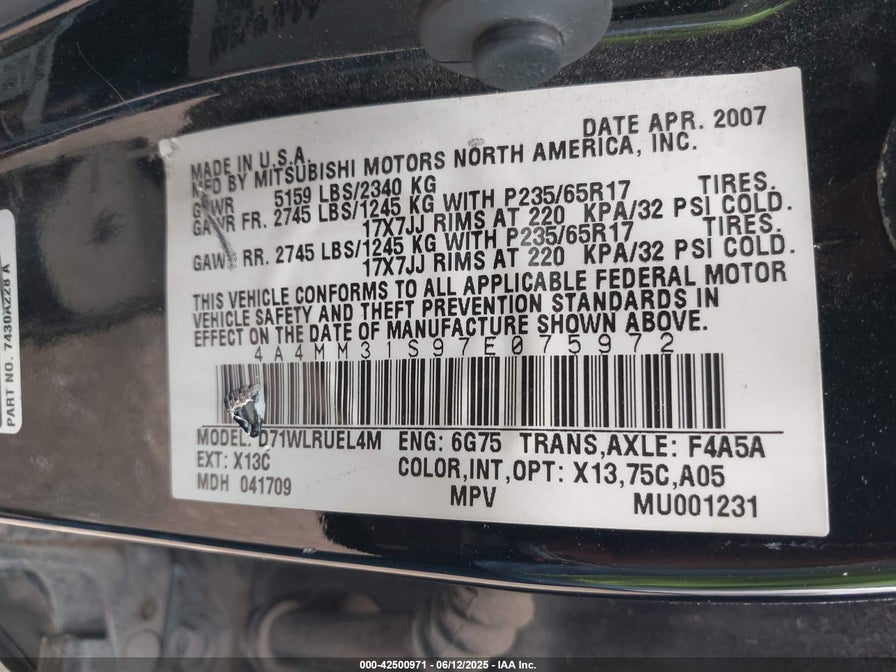 DATE APR. 2007
MADE IN U.S.A.
MFD BY MITSUBISHI MOTORS NORTH AMERICA, INC.
GVWR 5159 LBS/2340 KG
GAWR FR. 2745 LBS/1245 KG WITH P235/65R17 TIRES.
17X7JJ RIMS AT 220 KPA/32 PSI COLD.
GAWR RR. 2745 LBS/1245 KG WITH P235/65R17 TIRES.
17X7JJ RIMS AT 220 KPA/32 PSI COLD.
THIS VEHICLE CONFORMS TO ALL APPLICABLE FEDERAL MOTOR
VEHICLE SAFETY AND THEFT PREVENTION STANDARDS IN
EFFECT ON THE DATE OF MANUFACTURE SHOWN ABOVE.
4A4MM31S97E075972
MODEL: D71WLRUEL4M ENG: 6G75 TRANS,AXLE: F4A5A
EXT: X13C COLOR,INT,OPT: X13,75C,A05
MDH 041709 MPV MU001231
PART NO. 7430A228 A
000-42500971 - 06/12/2025 - IAA Inc.